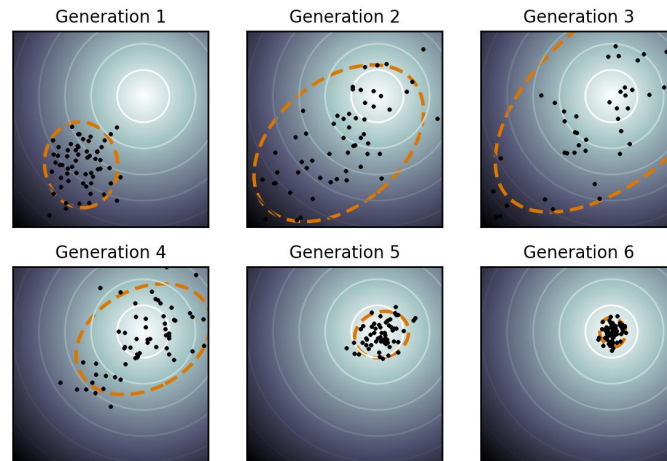 Generation 1
Generation 2
Generation 3
Generation 4
Generation 5
Generation 6